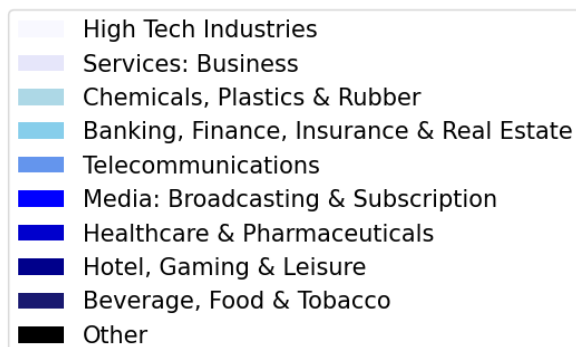 High Tech Industries
Services: Business
Chemicals, Plastics & Rubber
Banking, Finance, Insurance & Real Estate
Telecommunications
Media: Broadcasting & Subscription
Healthcare & Pharmaceuticals
Hotel, Gaming & Leisure
Beverage, Food & Tobacco
Other